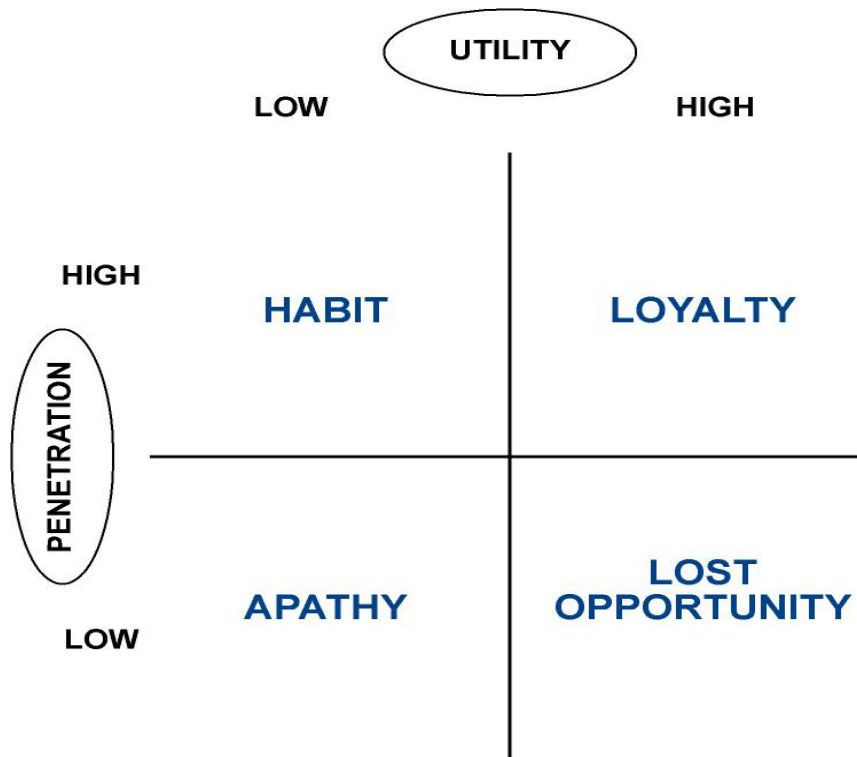 UTILITY
LOW HIGH
HIGH
HABIT LOYALTY
PENETRATION
LOST
APATHY OPPORTUNITY
LOW